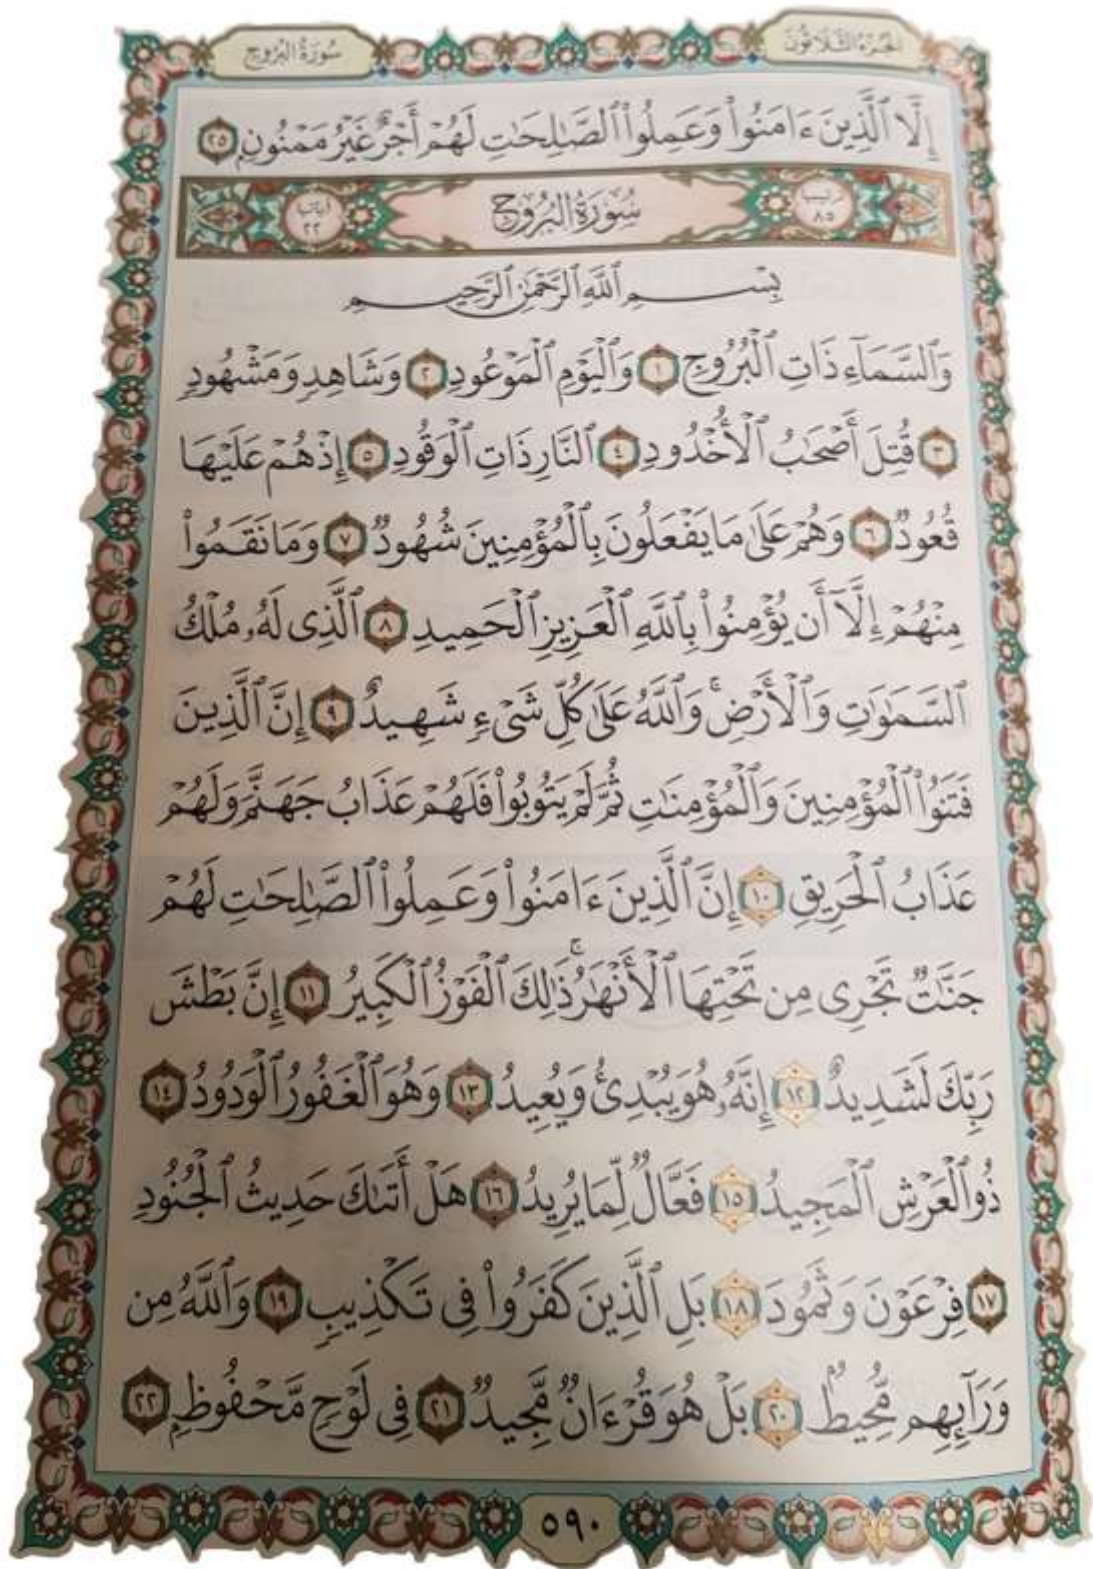 الجزء الثلاثون
سورة البروج
إِلَّا ٱلَّذِينَ ءَامَنُواْ وَعَمِلُواْ ٱلصَّٰلِحَٰتِ لَهُمْ أَجْرٌ غَيْرُ مَمْنُونٍۭ ٢٥
ترتيبها ٨٥
سُورَةُ البُرُوجِ
آياتها ٢٢
بِسْمِ ٱللَّهِ ٱلرَّحْمَٰنِ ٱلرَّحِيمِ
وَٱلسَّمَآءِ ذَاتِ ٱلْبُرُوجِ ١ وَٱلْيَوْمِ ٱلْمَوْعُودِ ٢ وَشَاهِدٍ وَمَشْهُودٍ
٣ قُتِلَ أَصْحَٰبُ ٱلْأُخْدُودِ ٤ ٱلنَّارِ ذَاتِ ٱلْوَقُودِ ٥ إِذْ هُمْ عَلَيْهَا
قُعُودٌ ٦ وَهُمْ عَلَىٰ مَا يَفْعَلُونَ بِٱلْمُؤْمِنِينَ شُهُودٌ ٧ وَمَا نَقَمُواْ
مِنْهُمْ إِلَّآ أَن يُؤْمِنُواْ بِٱللَّهِ ٱلْعَزِيزِ ٱلْحَمِيدِ ٨ ٱلَّذِى لَهُۥ مُلْكُ
ٱلسَّمَٰوَٰتِ وَٱلْأَرْضِ ۚ وَٱللَّهُ عَلَىٰ كُلِّ شَىْءٍ شَهِيدٌ ٩ إِنَّ ٱلَّذِينَ
فَتَنُواْ ٱلْمُؤْمِنِينَ وَٱلْمُؤْمِنَٰتِ ثُمَّ لَمْ يَتُوبُواْ فَلَهُمْ عَذَابُ جَهَنَّمَ وَلَهُمْ
عَذَابُ ٱلْحَرِيقِ ١٠ إِنَّ ٱلَّذِينَ ءَامَنُواْ وَعَمِلُواْ ٱلصَّٰلِحَٰتِ لَهُمْ
جَنَّٰتٌ تَجْرِى مِن تَحْتِهَا ٱلْأَنْهَٰرُ ۚ ذَٰلِكَ ٱلْفَوْزُ ٱلْكَبِيرُ ١١ إِنَّ بَطْشَ
رَبِّكَ لَشَدِيدٌ ١٢ إِنَّهُۥ هُوَ يُبْدِئُ وَيُعِيدُ ١٣ وَهُوَ ٱلْغَفُورُ ٱلْوَدُودُ ١٤
ذُو ٱلْعَرْشِ ٱلْمَجِيدُ ١٥ فَعَّالٌ لِّمَا يُرِيدُ ١٦ هَلْ أَتَىٰكَ حَدِيثُ ٱلْجُنُودِ
١٧ فِرْعَوْنَ وَثَمُودَ ١٨ بَلِ ٱلَّذِينَ كَفَرُواْ فِى تَكْذِيبٍ ١٩ وَٱللَّهُ مِن
وَرَآئِهِم مُّحِيطٌۢ ٢٠ بَلْ هُوَ قُرْءَانٌ مَّجِيدٌ ٢١ فِى لَوْحٍ مَّحْفُوظٍۭ ٢٢
٥٩٠